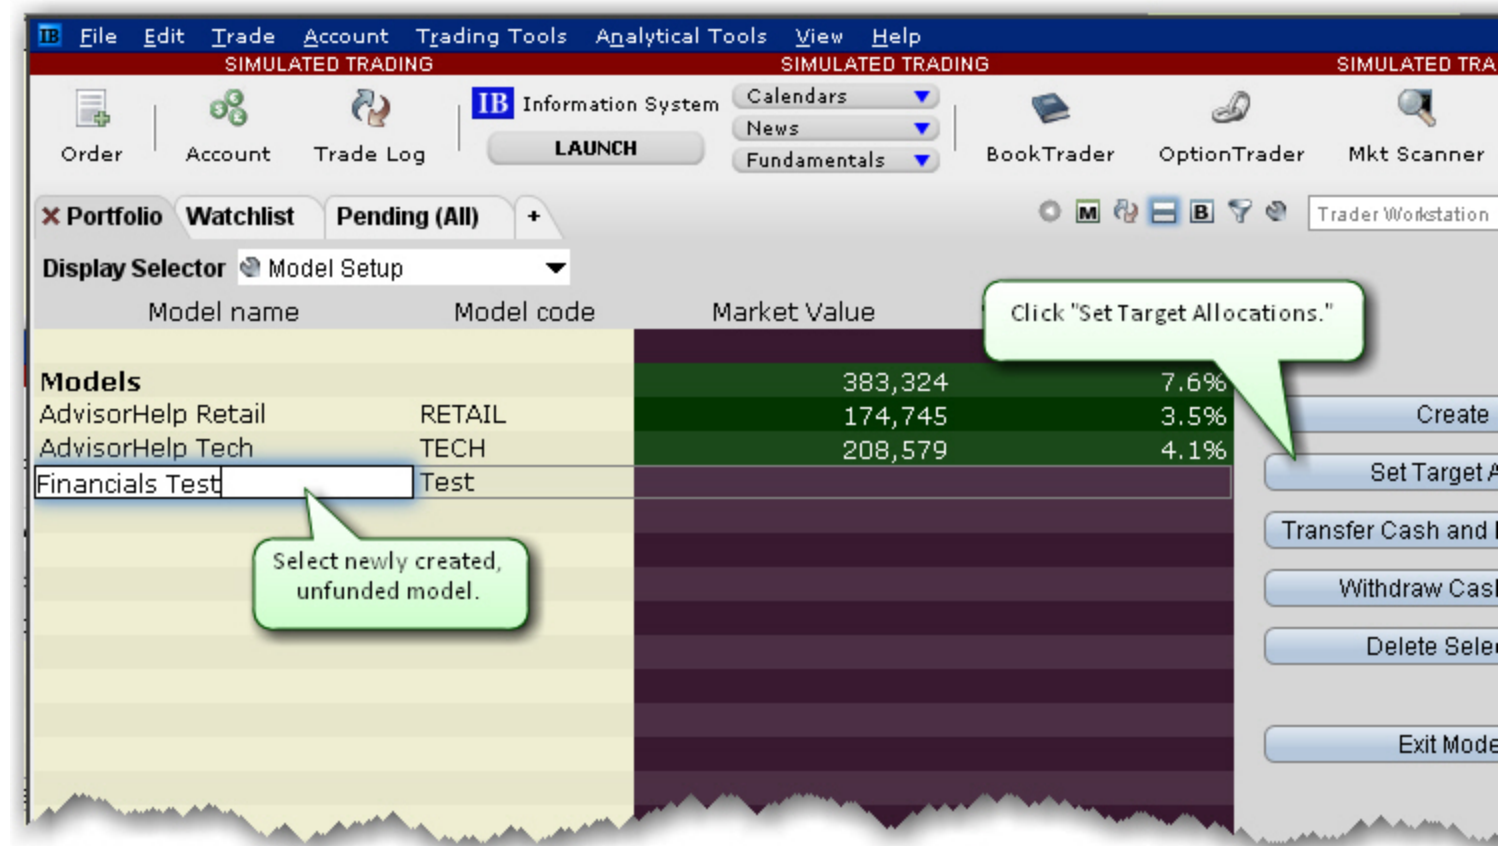 IB File Edit Trade Account Trading Tools Analytical Tools View Help
SIMULATED TRADING SIMULATED TRADING SIMULATED TRA
IB Information System Calendars
News
LAUNCH
Fundamentals
Order Account Trade Log BookTrader OptionTrader Mkt Scanner
Portfolio Watchlist Pending (All) + M B Trader Workstation
Display Selector Model Setup
Model name Model code Market Value
Click "Set Target Allocations."
Models 383,324 7.6%
AdvisorHelp Retail RETAIL 174,745 3.5% Create
AdvisorHelp Tech TECH 208,579 4.1%
Financials Test Test Set Target A
Transfer Cash and
Select newly created,
unfunded model.
Withdraw Cas
Delete Sele
Exit Mode